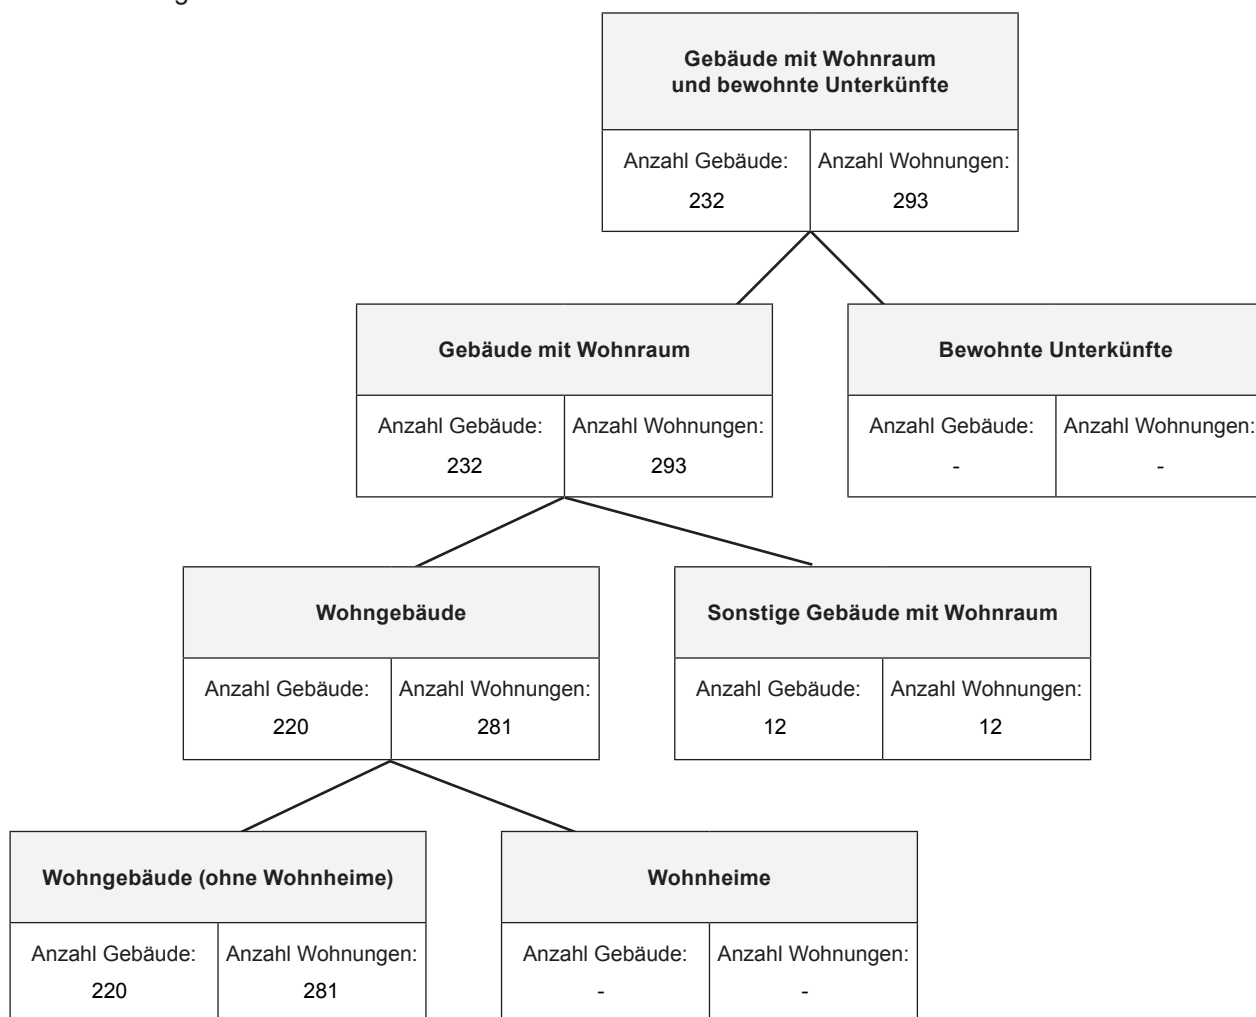 Gebäude mit Wohnraum
und bewohnte Unterkünfte
Anzahl Gebäude: Anzahl Wohnungen:
232 293
Gebäude mit Wohnraum
Bewohnte Unterkünfte
Anzahl Gebäude: Anzahl Wohnungen:
232 293
Anzahl Gebäude: Anzahl Wohnungen:
- -
Wohngebäude
Sonstige Gebäude mit Wohnraum
Anzahl Gebäude: Anzahl Wohnungen:
220 281
Anzahl Gebäude: Anzahl Wohnungen:
12 12
Wohngebäude (ohne Wohnheime)
Wohnheime
Anzahl Gebäude: Anzahl Wohnungen:
220 281
Anzahl Gebäude: Anzahl Wohnungen:
- -